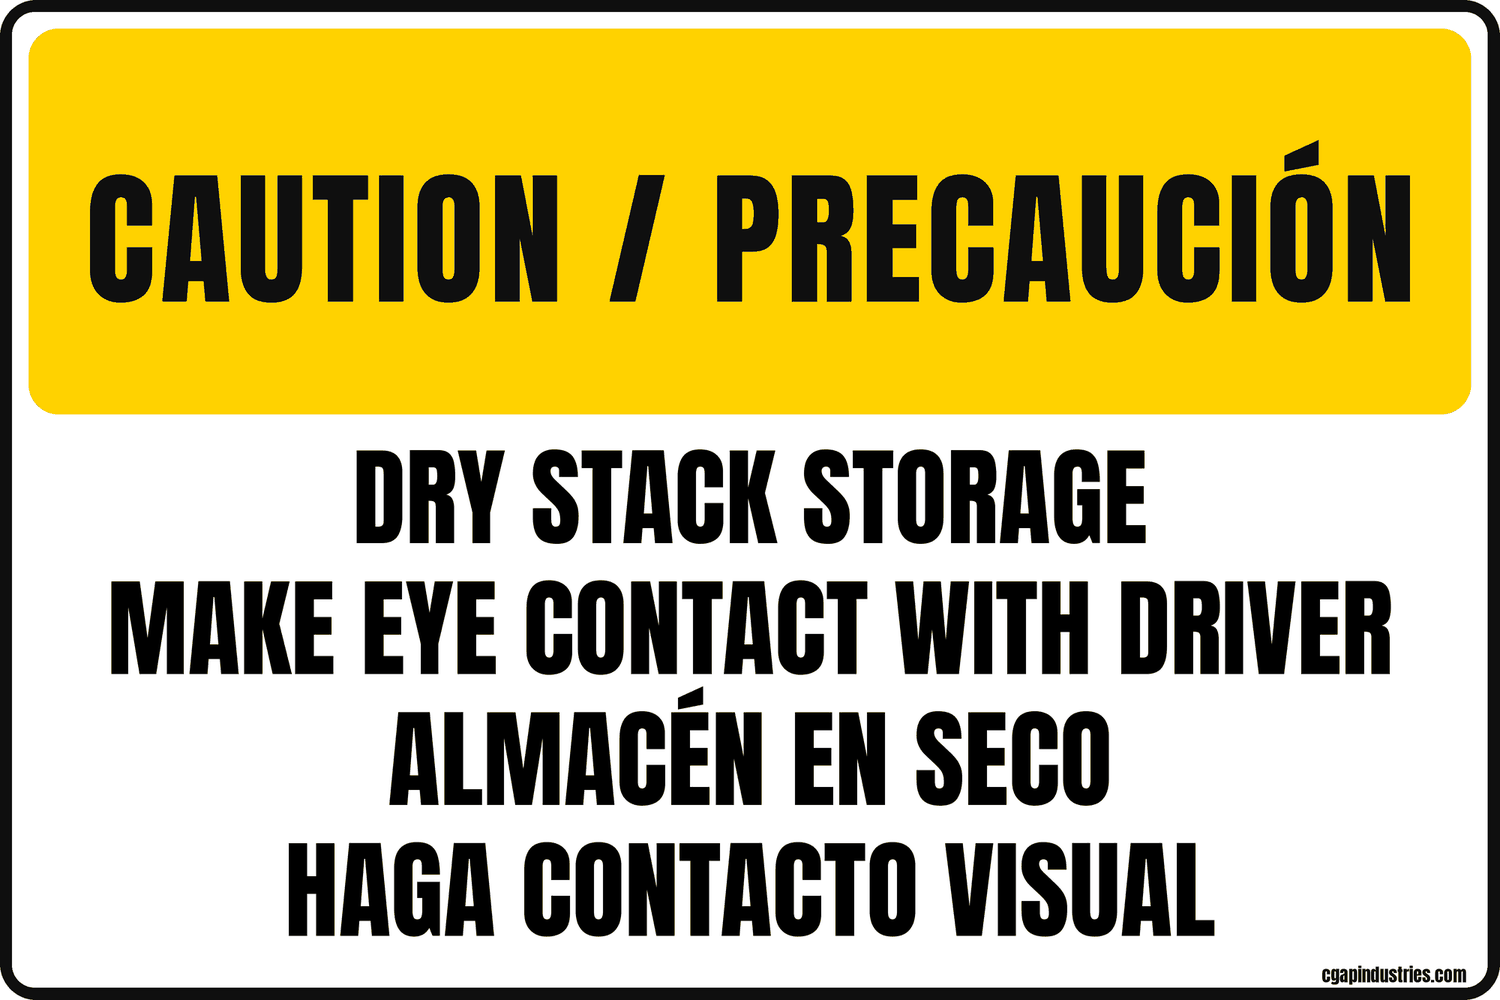 CAUTION / PRECAUCIÓN
DRY STACK STORAGE
MAKE EYE CONTACT WITH DRIVER
ALMACÉN EN SECO
HAGA CONTACTO VISUAL
cgapindustries.com